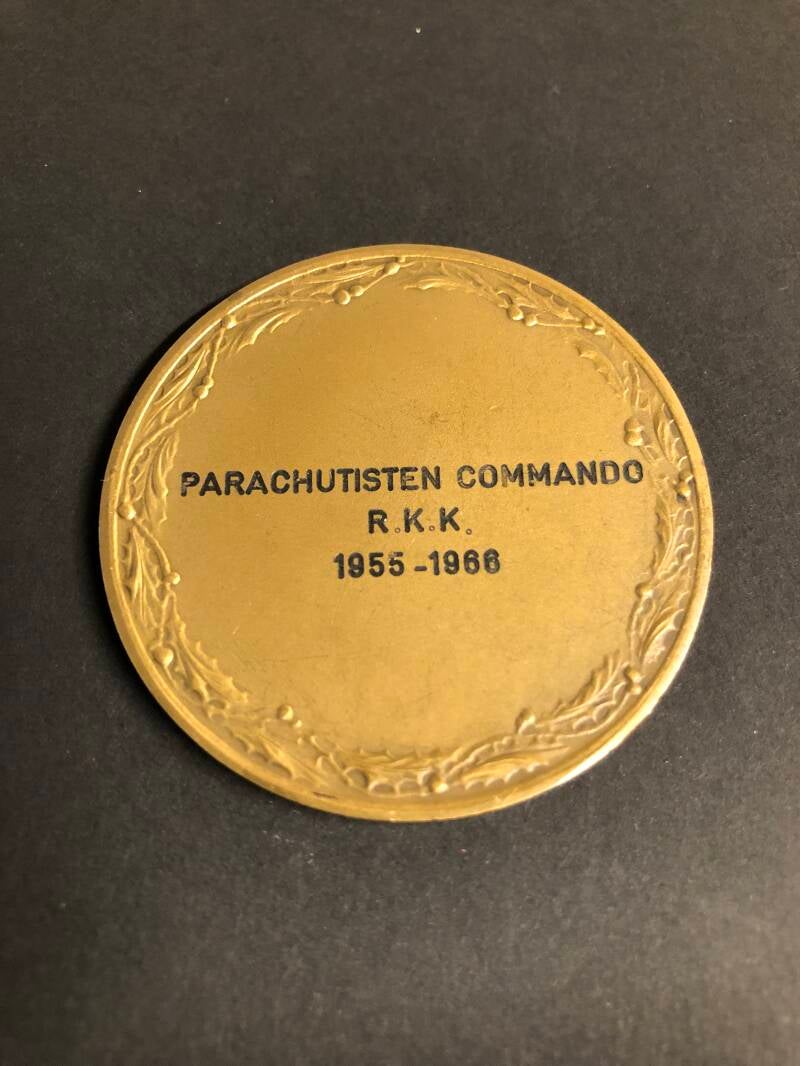 PARACHUTISTEN COMMANDO
R.K.K.
1955-1966